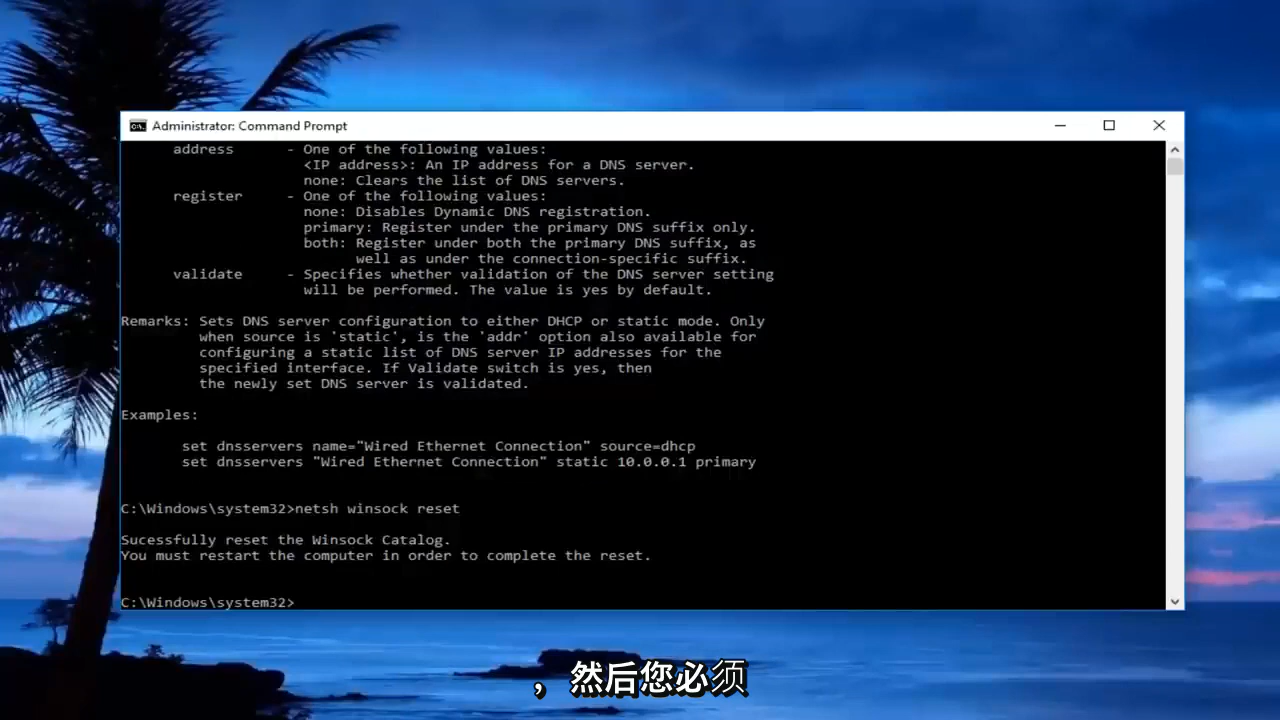 Administrator: Command Prompt
address - One of the following values:
<IP address>: An IP address for a DNS server.
none: Clears the list of DNS servers.
register - One of the following values:
none: Disables Dynamic DNS registration.
primary: Register under the primary DNS suffix only.
both: Register under both the primary DNS suffix, as
well as under the connection-specific suffix.
validate - Specifies whether validation of the DNS server setting
will be performed. The value is yes by default.
Remarks: Sets DNS server configuration to either DHCP or static mode. Only
when source is 'static', is the 'addr' option also available for
configuring a static list of DNS server IP addresses for the
specified interface. If Validate switch is yes, then
the newly set DNS server is validated.
Examples:
set dnsservers name="Wired Ethernet Connection" source=dhcp
set dnsservers "Wired Ethernet Connection" static 10.0.0.1 primary
C:\Windows\system32>netsh winsock reset
Sucessfully reset the Winsock Catalog.
You must restart the computer in order to complete the reset.
C:\Windows\system32>
，然后您必须